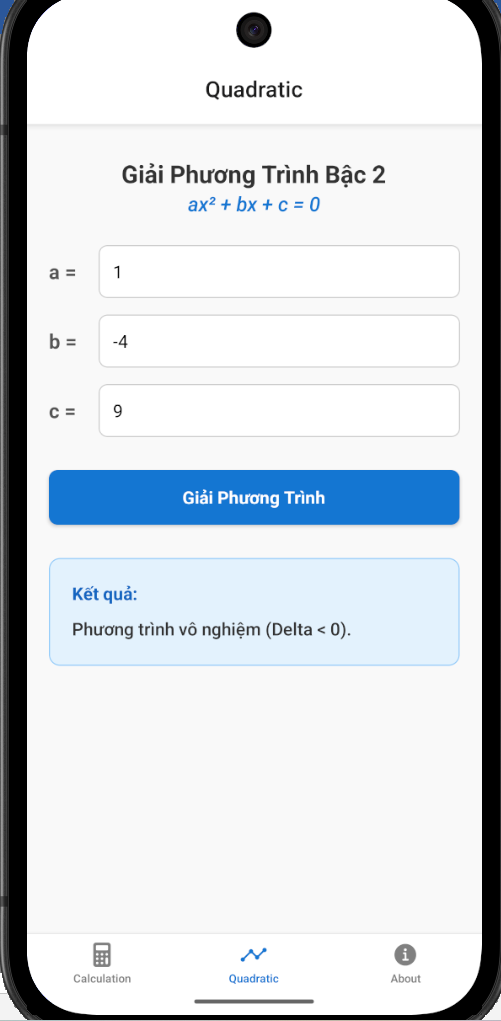 Quadratic
Giải Phương Trình Bậc 2
ax² + bx + c = 0
a = 1
b = -4
c = 9
Giải Phương Trình
Kết quả:
Phương trình vô nghiệm (Delta < 0).
Calculation Quadratic About